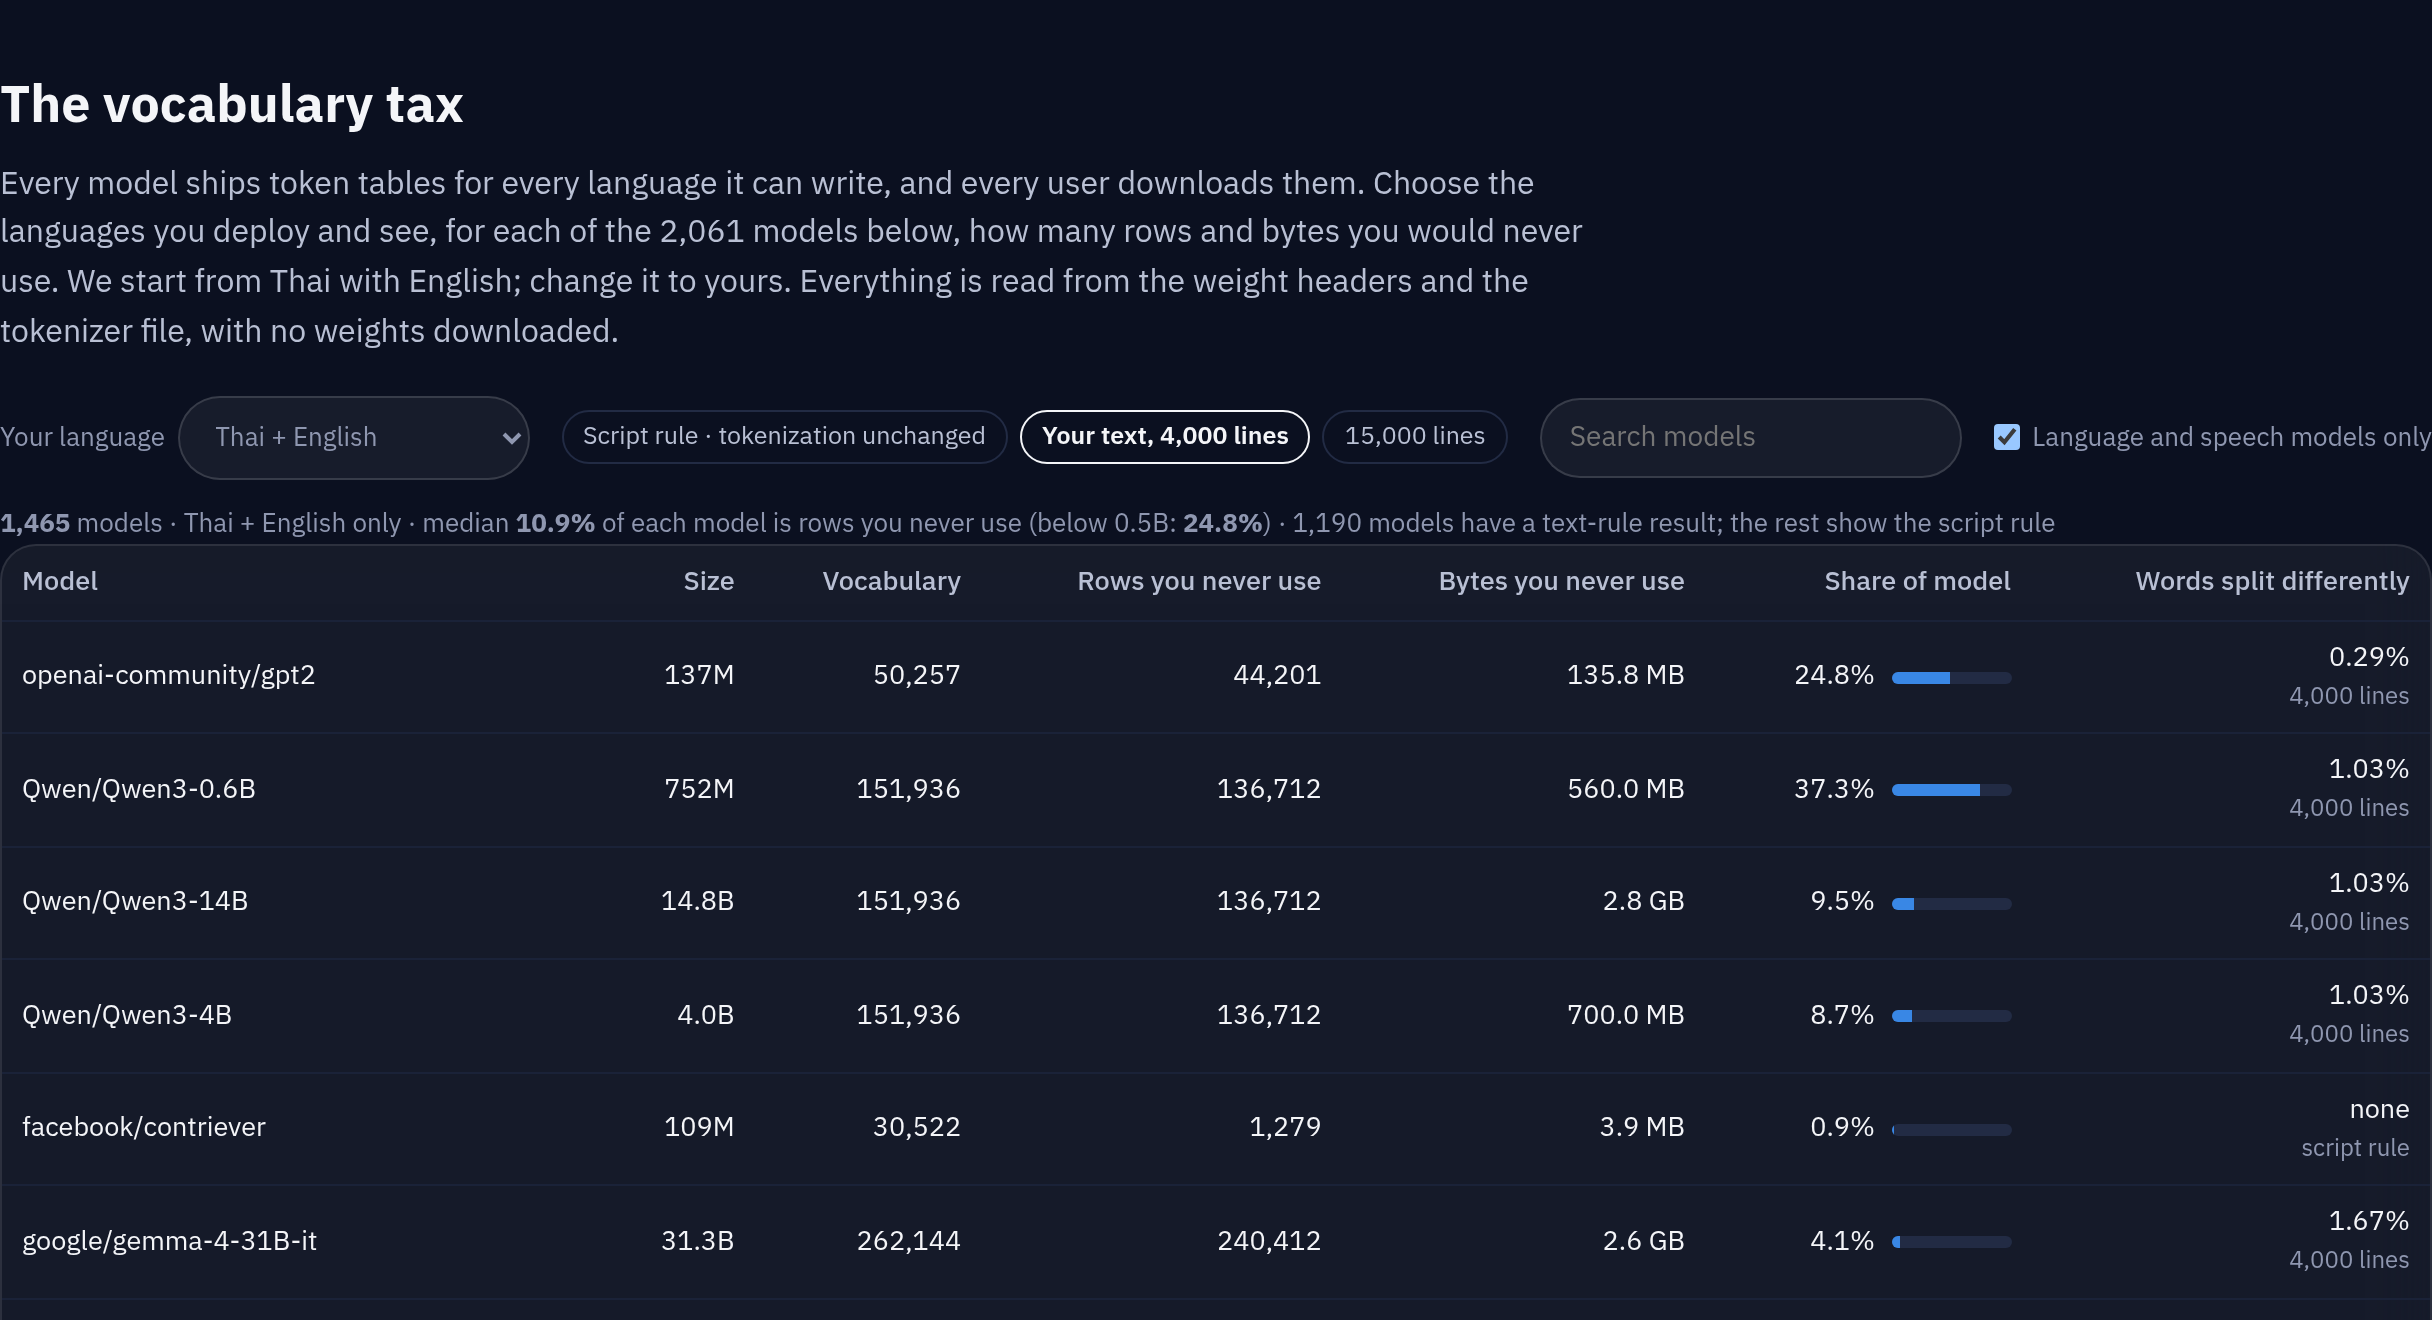 The vocabulary tax
Every model ships token tables for every language it can write, and every user downloads them. Choose the
languages you deploy and see, for each of the 2,061 models below, how many rows and bytes you would never
use. We start from Thai with English; change it to yours. Everything is read from the weight headers and the
tokenizer file, with no weights downloaded.
Your language Thai + English Script rule · tokenization unchanged Your text, 4,000 lines 15,000 lines Search models Language and speech models only
1,465 models · Thai + English only · median 10.9% of each model is rows you never use (below 0.5B: 24.8%) · 1,190 models have a text-rule result; the rest show the script rule
Model Size Vocabulary Rows you never use Bytes you never use Share of model Words split differently
openai-community/gpt2 137M 50,257 44,201 135.8 MB 24.8% 0.29%
4,000 lines
Qwen/Qwen3-0.6B 752M 151,936 136,712 560.0 MB 37.3% 1.03%
4,000 lines
Qwen/Qwen3-14B 14.8B 151,936 136,712 2.8 GB 9.5% 1.03%
4,000 lines
Qwen/Qwen3-4B 4.0B 151,936 136,712 700.0 MB 8.7% 1.03%
4,000 lines
facebook/contriever 109M 30,522 1,279 3.9 MB 0.9% none
script rule
google/gemma-4-31B-it 31.3B 262,144 240,412 2.6 GB 4.1% 1.67%
4,000 lines